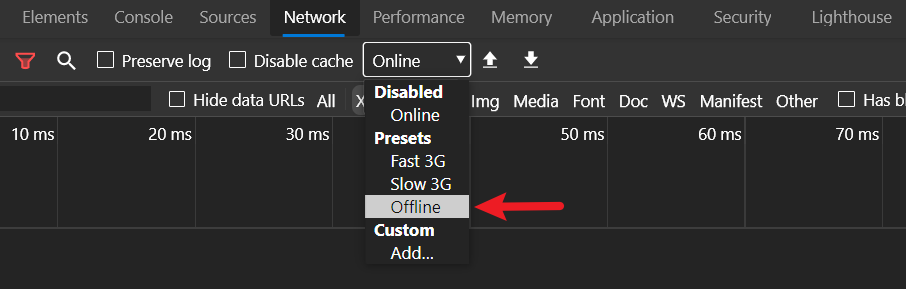 Elements Console Sources Network Performance Memory Application Security Lighthouse
Preserve log Disable cache Online
Hide data URLs All X Img Media Font Doc WS Manifest Other Has bl
10 ms 20 ms 30 ms 50 ms 60 ms 70 ms
Disabled
Online
Presets
Fast 3G
Slow 3G
Offline
Custom
Add...